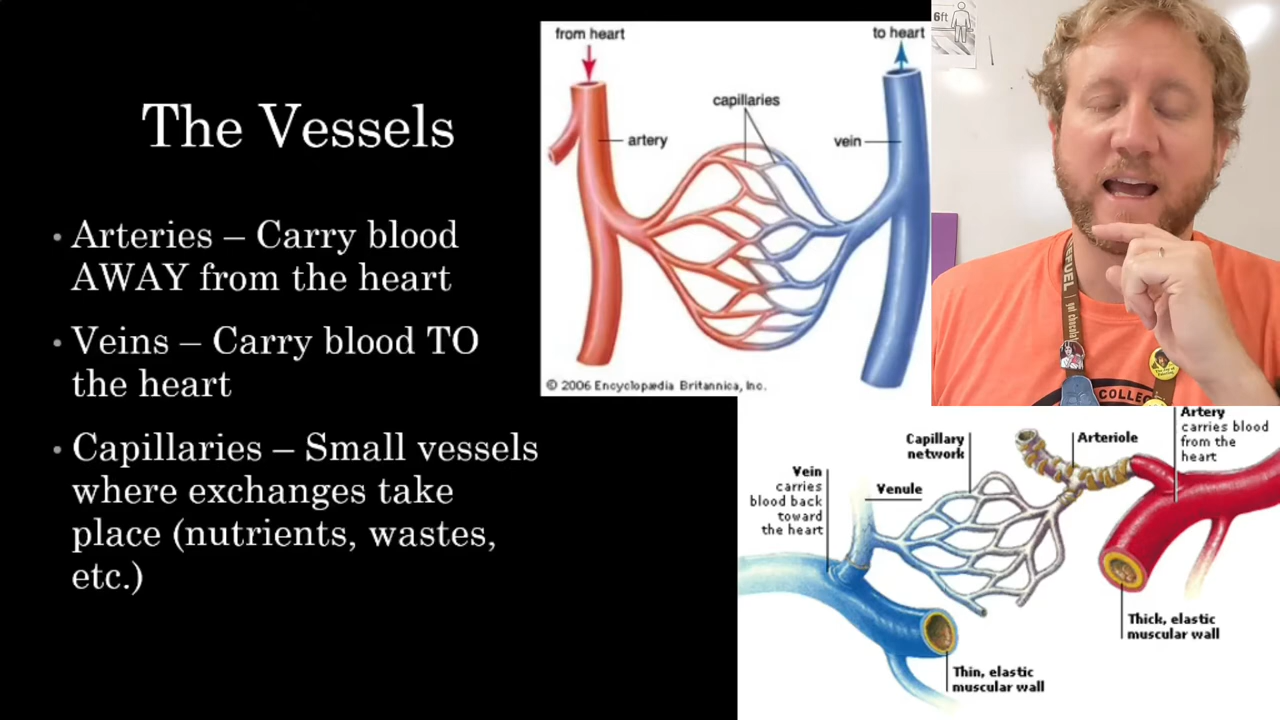 The Vessels
• Arteries – Carry blood
AWAY from the heart
• Veins – Carry blood TO
the heart
• Capillaries – Small vessels
where exchanges take
place (nutrients, wastes,
etc.)
from heart
to heart
capillaries
artery
vein
© 2006 Encyclopædia Britannica, Inc.
6ft
REFUEL
COLLEG
Artery
carries blood
from the
heart
Arteriole
Capillary
network
Venule
Vein
carries
blood back
toward
the heart
Thick, elastic
muscular wall
Thin, elastic
muscular wall